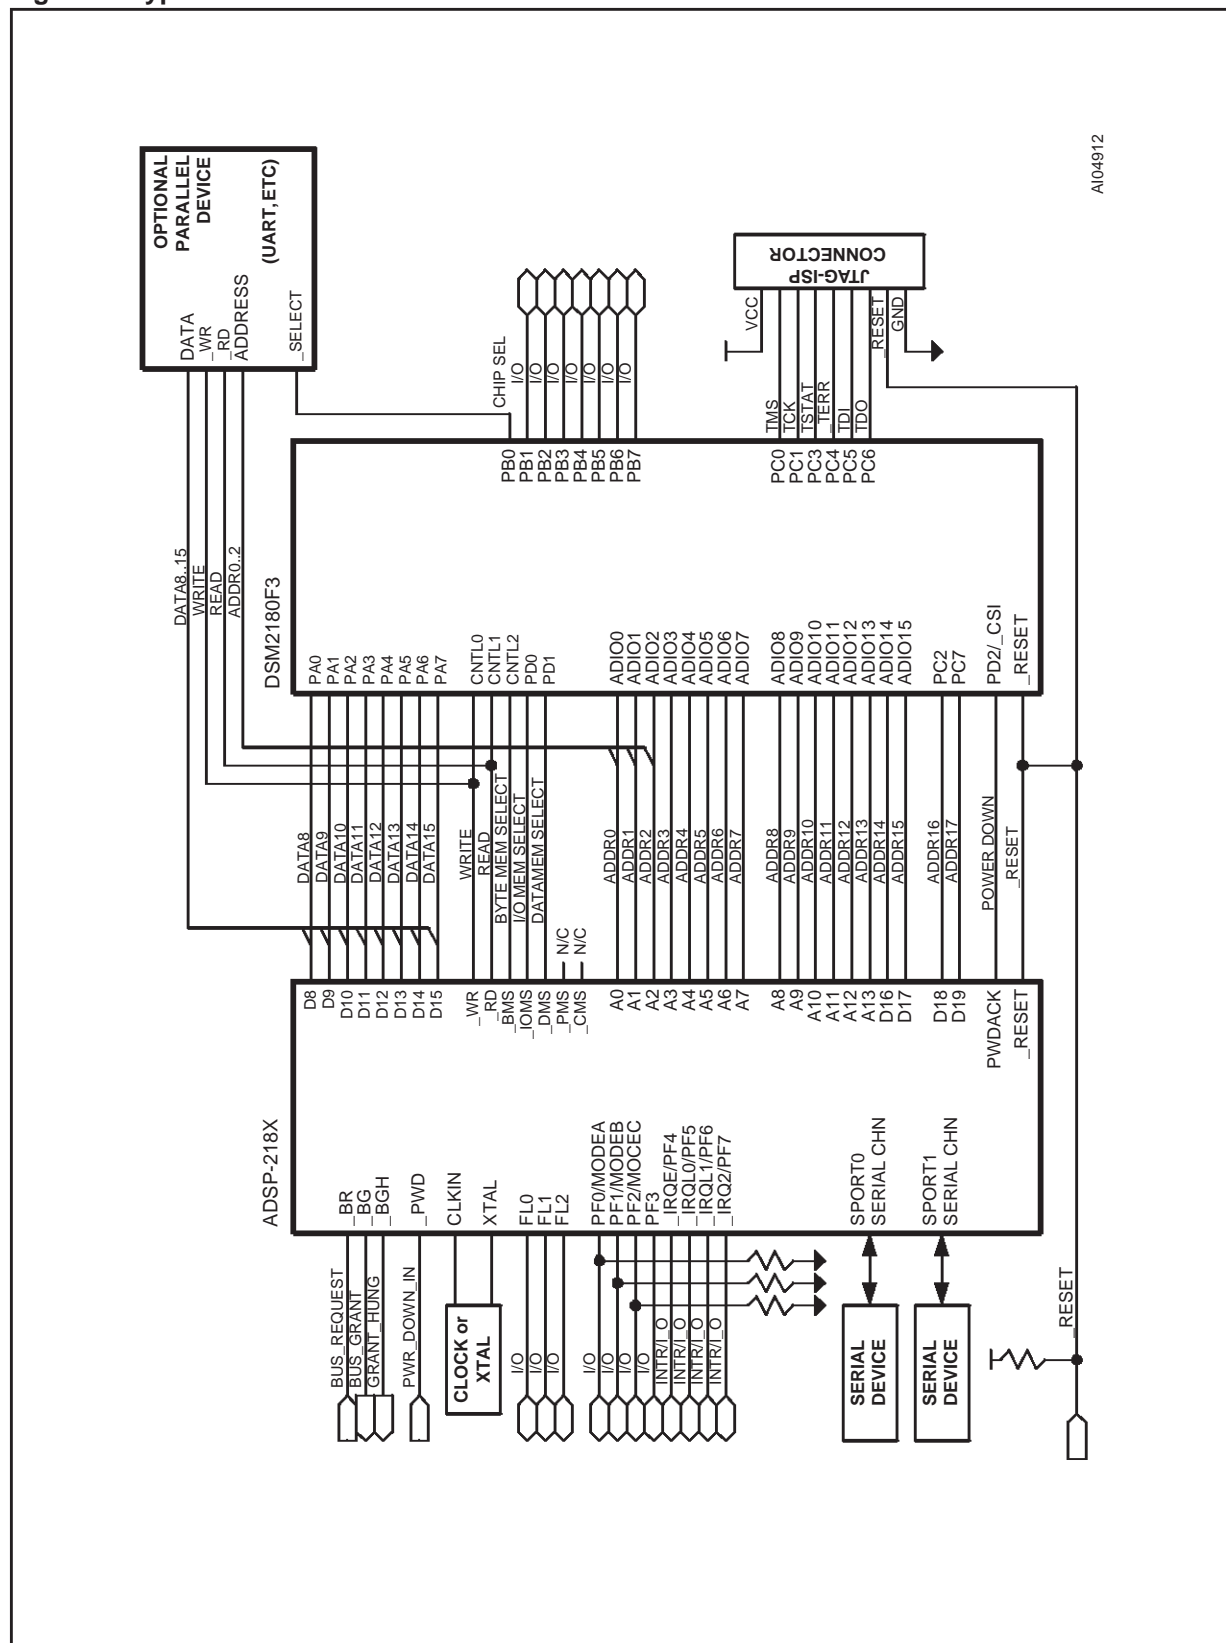 OPTIONAL
PARALLEL
DEVICE
(UART, ETC)
DATA
_WR
_RD
ADDRESS
_SELECT
AI04912
DATA8..15
WRITE
READ
ADDR0..2
CHIP SEL
I/O
I/O
I/O
I/O
I/O
I/O
I/O
JTAG-ISP
CONNECTOR
VCC
TMS
TCK
TSTAT
_TERR
TDI
TDO
_RESET
GND
DSM2180F3
PB0
PB1
PB2
PB3
PB4
PB5
PB6
PB7
PC0
PC1
PC3
PC4
PC5
PC6
PA0
PA1
PA2
PA3
PA4
PA5
PA6
PA7
CNTL0
CNTL1
CNTL2
PD0
PD1
ADIO0
ADIO1
ADIO2
ADIO3
ADIO4
ADIO5
ADIO6
ADIO7
ADIO8
ADIO9
ADIO10
ADIO11
ADIO12
ADIO13
ADIO14
ADIO15
PC2
PC7
PD2/_CSI
_RESET
DATA8
DATA9
DATA10
DATA11
DATA12
DATA13
DATA14
DATA15
WRITE
READ
BYTE MEM SELECT
I/O MEM SELECT
DATAMEM SELECT
N/C
N/C
ADDR0
ADDR1
ADDR2
ADDR3
ADDR4
ADDR5
ADDR6
ADDR7
ADDR8
ADDR9
ADDR10
ADDR11
ADDR12
ADDR13
ADDR14
ADDR15
ADDR16
ADDR17
POWER DOWN
_RESET
ADSP-218X
D8
D9
D10
D11
D12
D13
D14
D15
_WR
_RD
_BMS
_IOMS
_DMS
_PMS
_CMS
A0
A1
A2
A3
A4
A5
A6
A7
A8
A9
A10
A11
A12
A13
D16
D17
D18
D19
PWDACK
_RESET
_BR
_BG
_BGH
_PWD
CLKIN
XTAL
FL0
FL1
FL2
PF0/MODEA
PF1/MODEB
PF2/MOCEC
PF3
_IRQE/PF4
_IRQL0/PF5
_IRQL1/PF6
_IRQ2/PF7
SPORT0
SERIAL CHN
SPORT1
SERIAL CHN
BUS_REQUEST
BUS_GRANT
GRANT_HUNG
PWR_DOWN_IN
CLOCK or
XTAL
I/O
I/O
I/O
I/O
I/O
I/O
I/O
INTR/I_O
INTR/I_O
INTR/I_O
INTR/I_O
SERIAL
DEVICE
SERIAL
DEVICE
_RESET